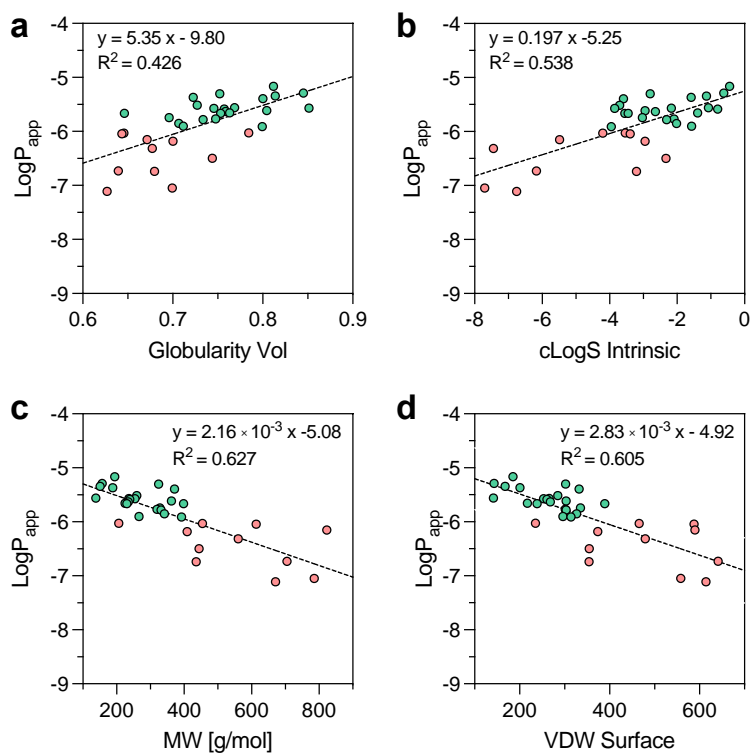 a
y = 5.35 x - 9.80
R² = 0.426
-4
-5
-6
-7
-8
-9
LogP_app
0.6
0.7
0.8
0.9
Globularity Vol
b
y = 0.197 x -5.25
R² = 0.538
-4
-5
-6
-7
-8
-9
LogP_app
-8
-6
-4
-2
0
cLogS Intrinsic
c
y = 2.16 × 10⁻³ x -5.08
R² = 0.627
-4
-5
-6
-7
-8
-9
LogP_app
200
400
600
800
MW [g/mol]
d
y = 2.83 × 10⁻³ x - 4.92
R² = 0.605
-4
-5
-6
-7
-8
-9
LogP_app
200
400
600
VDW Surface